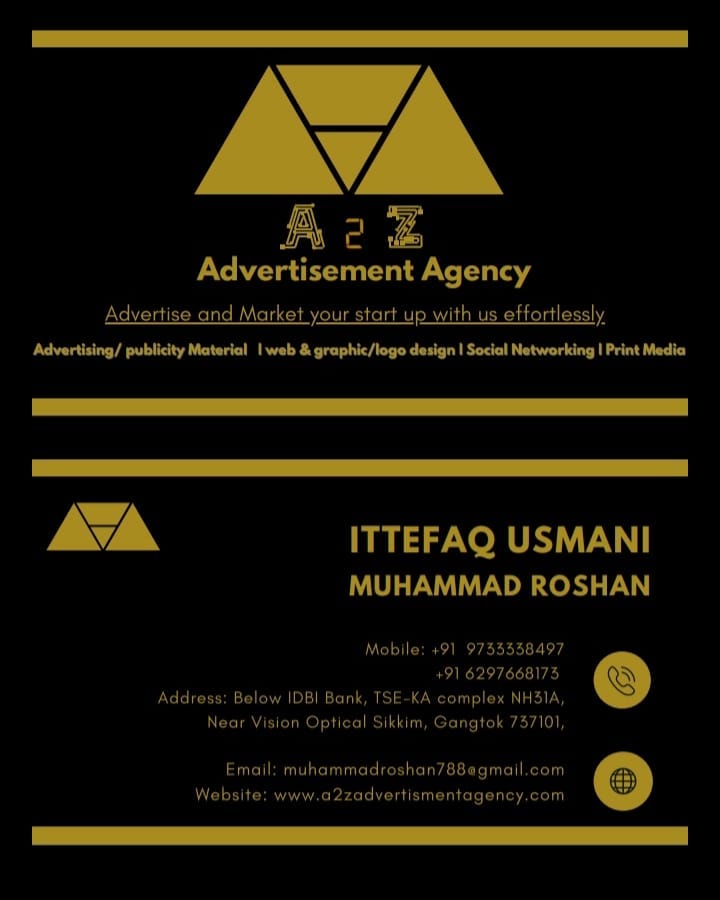 A 2 Z
Advertisement Agency
Advertise and Market your start up with us effortlessly
Advertising/ publicity Material | web & graphic/logo design | Social Networking | Print Media
ITTEFAQ USMANI
MUHAMMAD ROSHAN
Mobile: +91 9733338497
+91 6297668173
Address: Below IDBI Bank, TSE-KA complex NH31A,
Near Vision Optical Sikkim, Gangtok 737101,
Email: muhammadroshan788@gmail.com
Website: www.a2zadvertismentagency.com